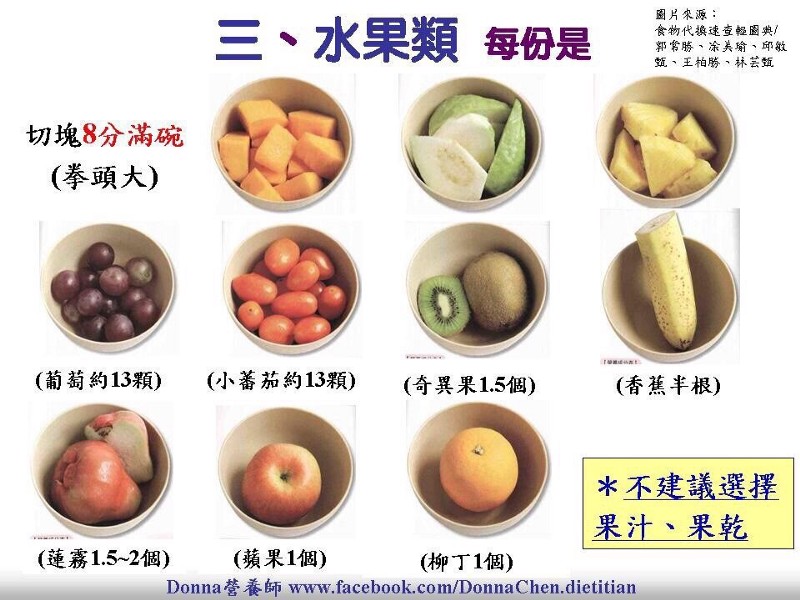 三、水果類 每份是
圖片來源：
食物代換速查輕圖典/
郭常勝、凃美瑜、邱敏
甄、王柏勝、林芸甄
切塊8分滿碗
(拳頭大)
(葡萄約13顆)
(小蕃茄約13顆)
(奇異果1.5個)
(香蕉半根)
(蓮霧1.5~2個)
(蘋果1個)
(柳丁1個)
＊不建議選擇
果汁、果乾
Donna營養師 www.facebook.com/DonnaChen.dietitian